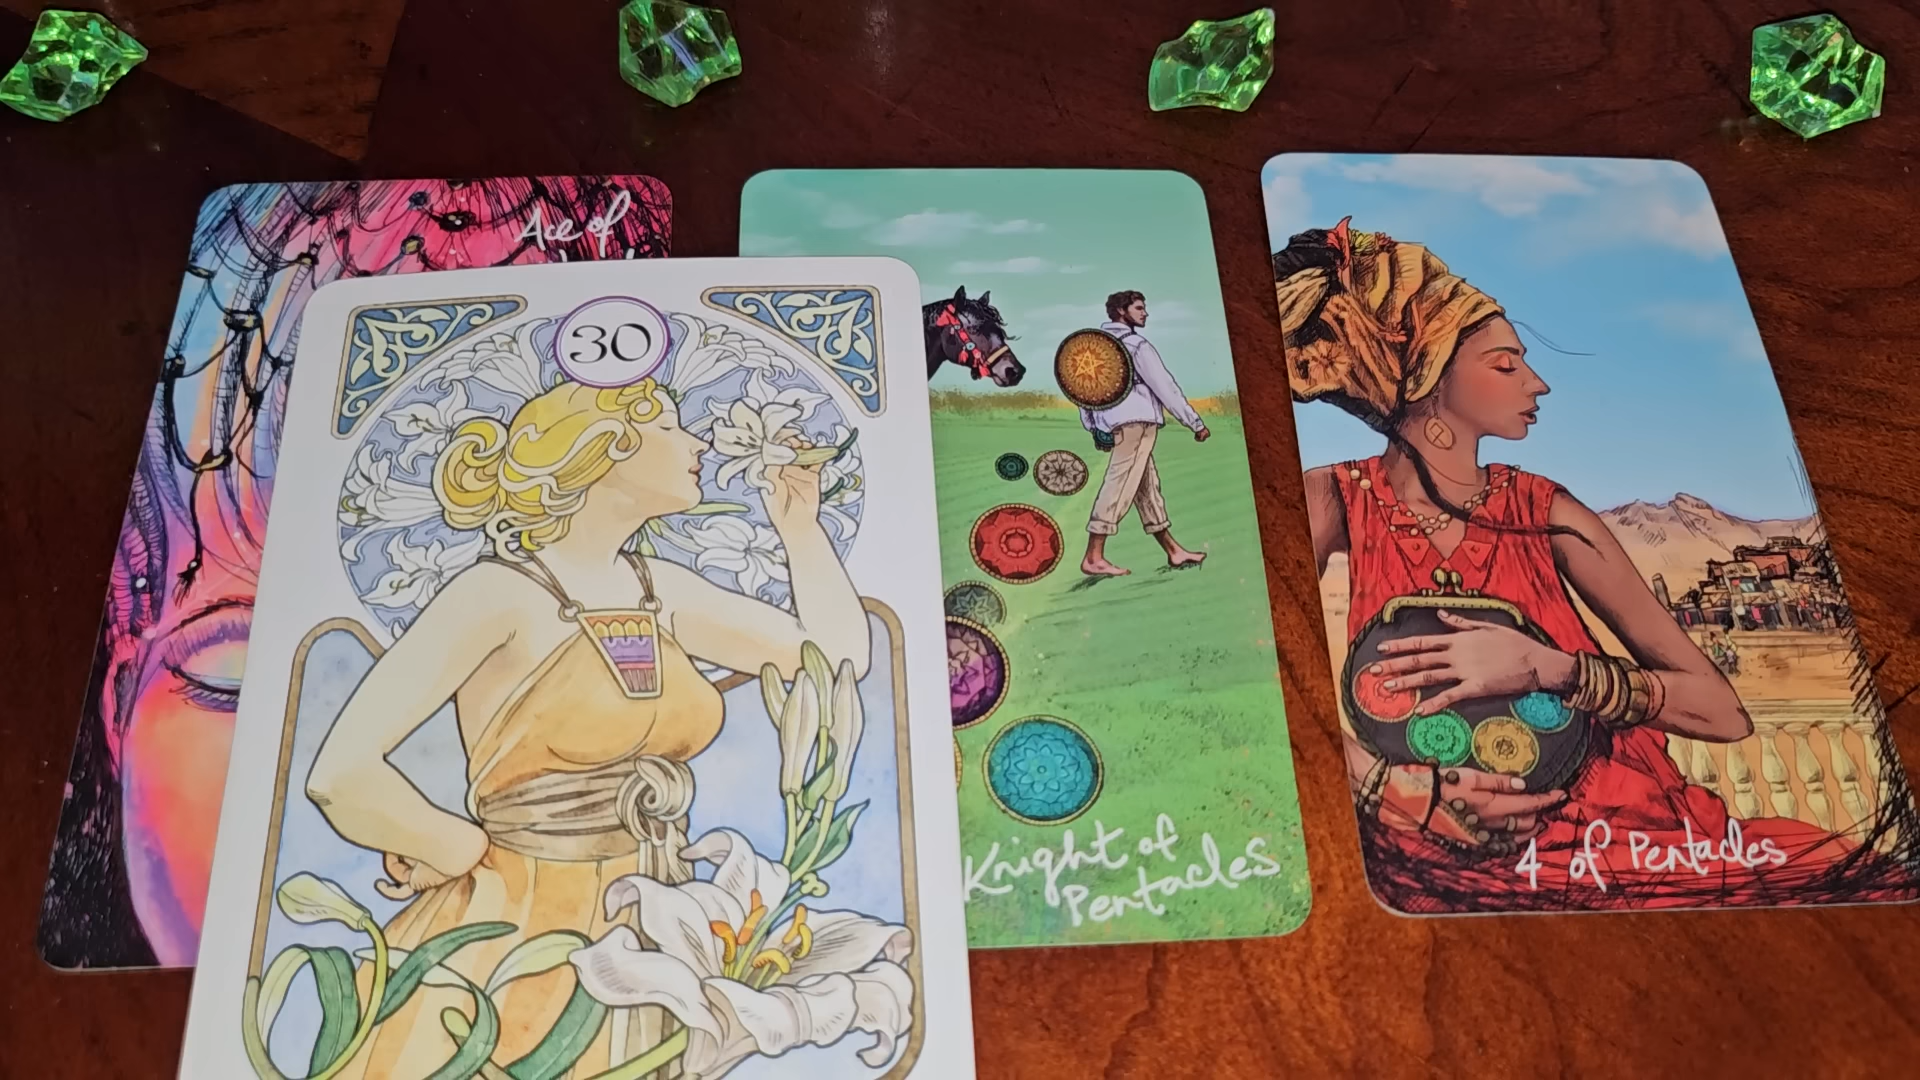 Ace of
30
Knight of
Pentacles
4 of Pentacles